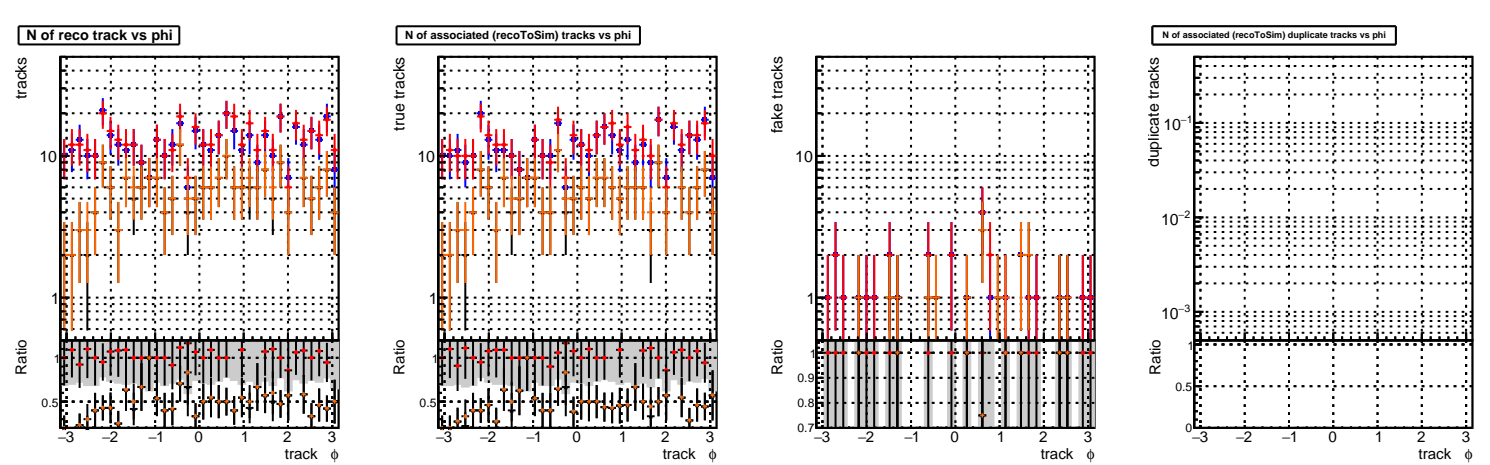 N of reco track vs phi
tracks
10
1
Ratio
1
0.5
−3 −2 −1 0 1 2 3
track ϕ
N of associated (recoToSim) tracks vs phi
true tracks
10
1
Ratio
1
0.5
−3 −2 −1 0 1 2 3
track ϕ
fake tracks
10
1
Ratio
1
0.9
0.8
0.7
−3 −2 −1 0 1 2 3
track ϕ
N of associated (recoToSim) duplicate tracks vs phi
duplicate tracks
10−1
10−2
10−3
Ratio
1
0.5
0
−3 −2 −1 0 1 2 3
track ϕ